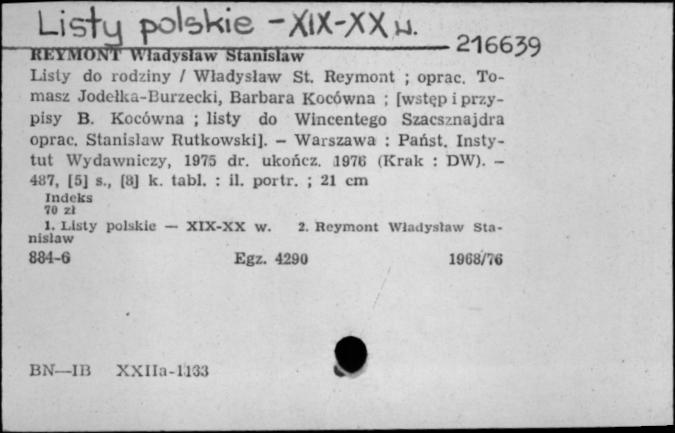 Listy polskie - XIX-XX w.
216639
REYMONT Władysław Stanisław
Listy do rodziny / Władysław St. Reymont ; oprac. To-
masz Jodełka-Burzecki, Barbara Kocówna ; [wstęp i przy-
pisy B. Kocówna ; listy do Wincentego Szacsznajdra
oprac. Stanisław Rutkowski]. – Warszawa : Państ. Insty-
tut Wydawniczy, 1975 dr. ukończ. 1976 (Krak : DW). –
487, [5] s., [8] k. tabl. : il. portr. ; 21 cm
Indeks
70 zł
1. Listy polskie — XIX-XX w. 2. Reymont Władysław Sta-
nisław
884-6 Egz. 4290 1968/76
BN—IB XXIIa-1133